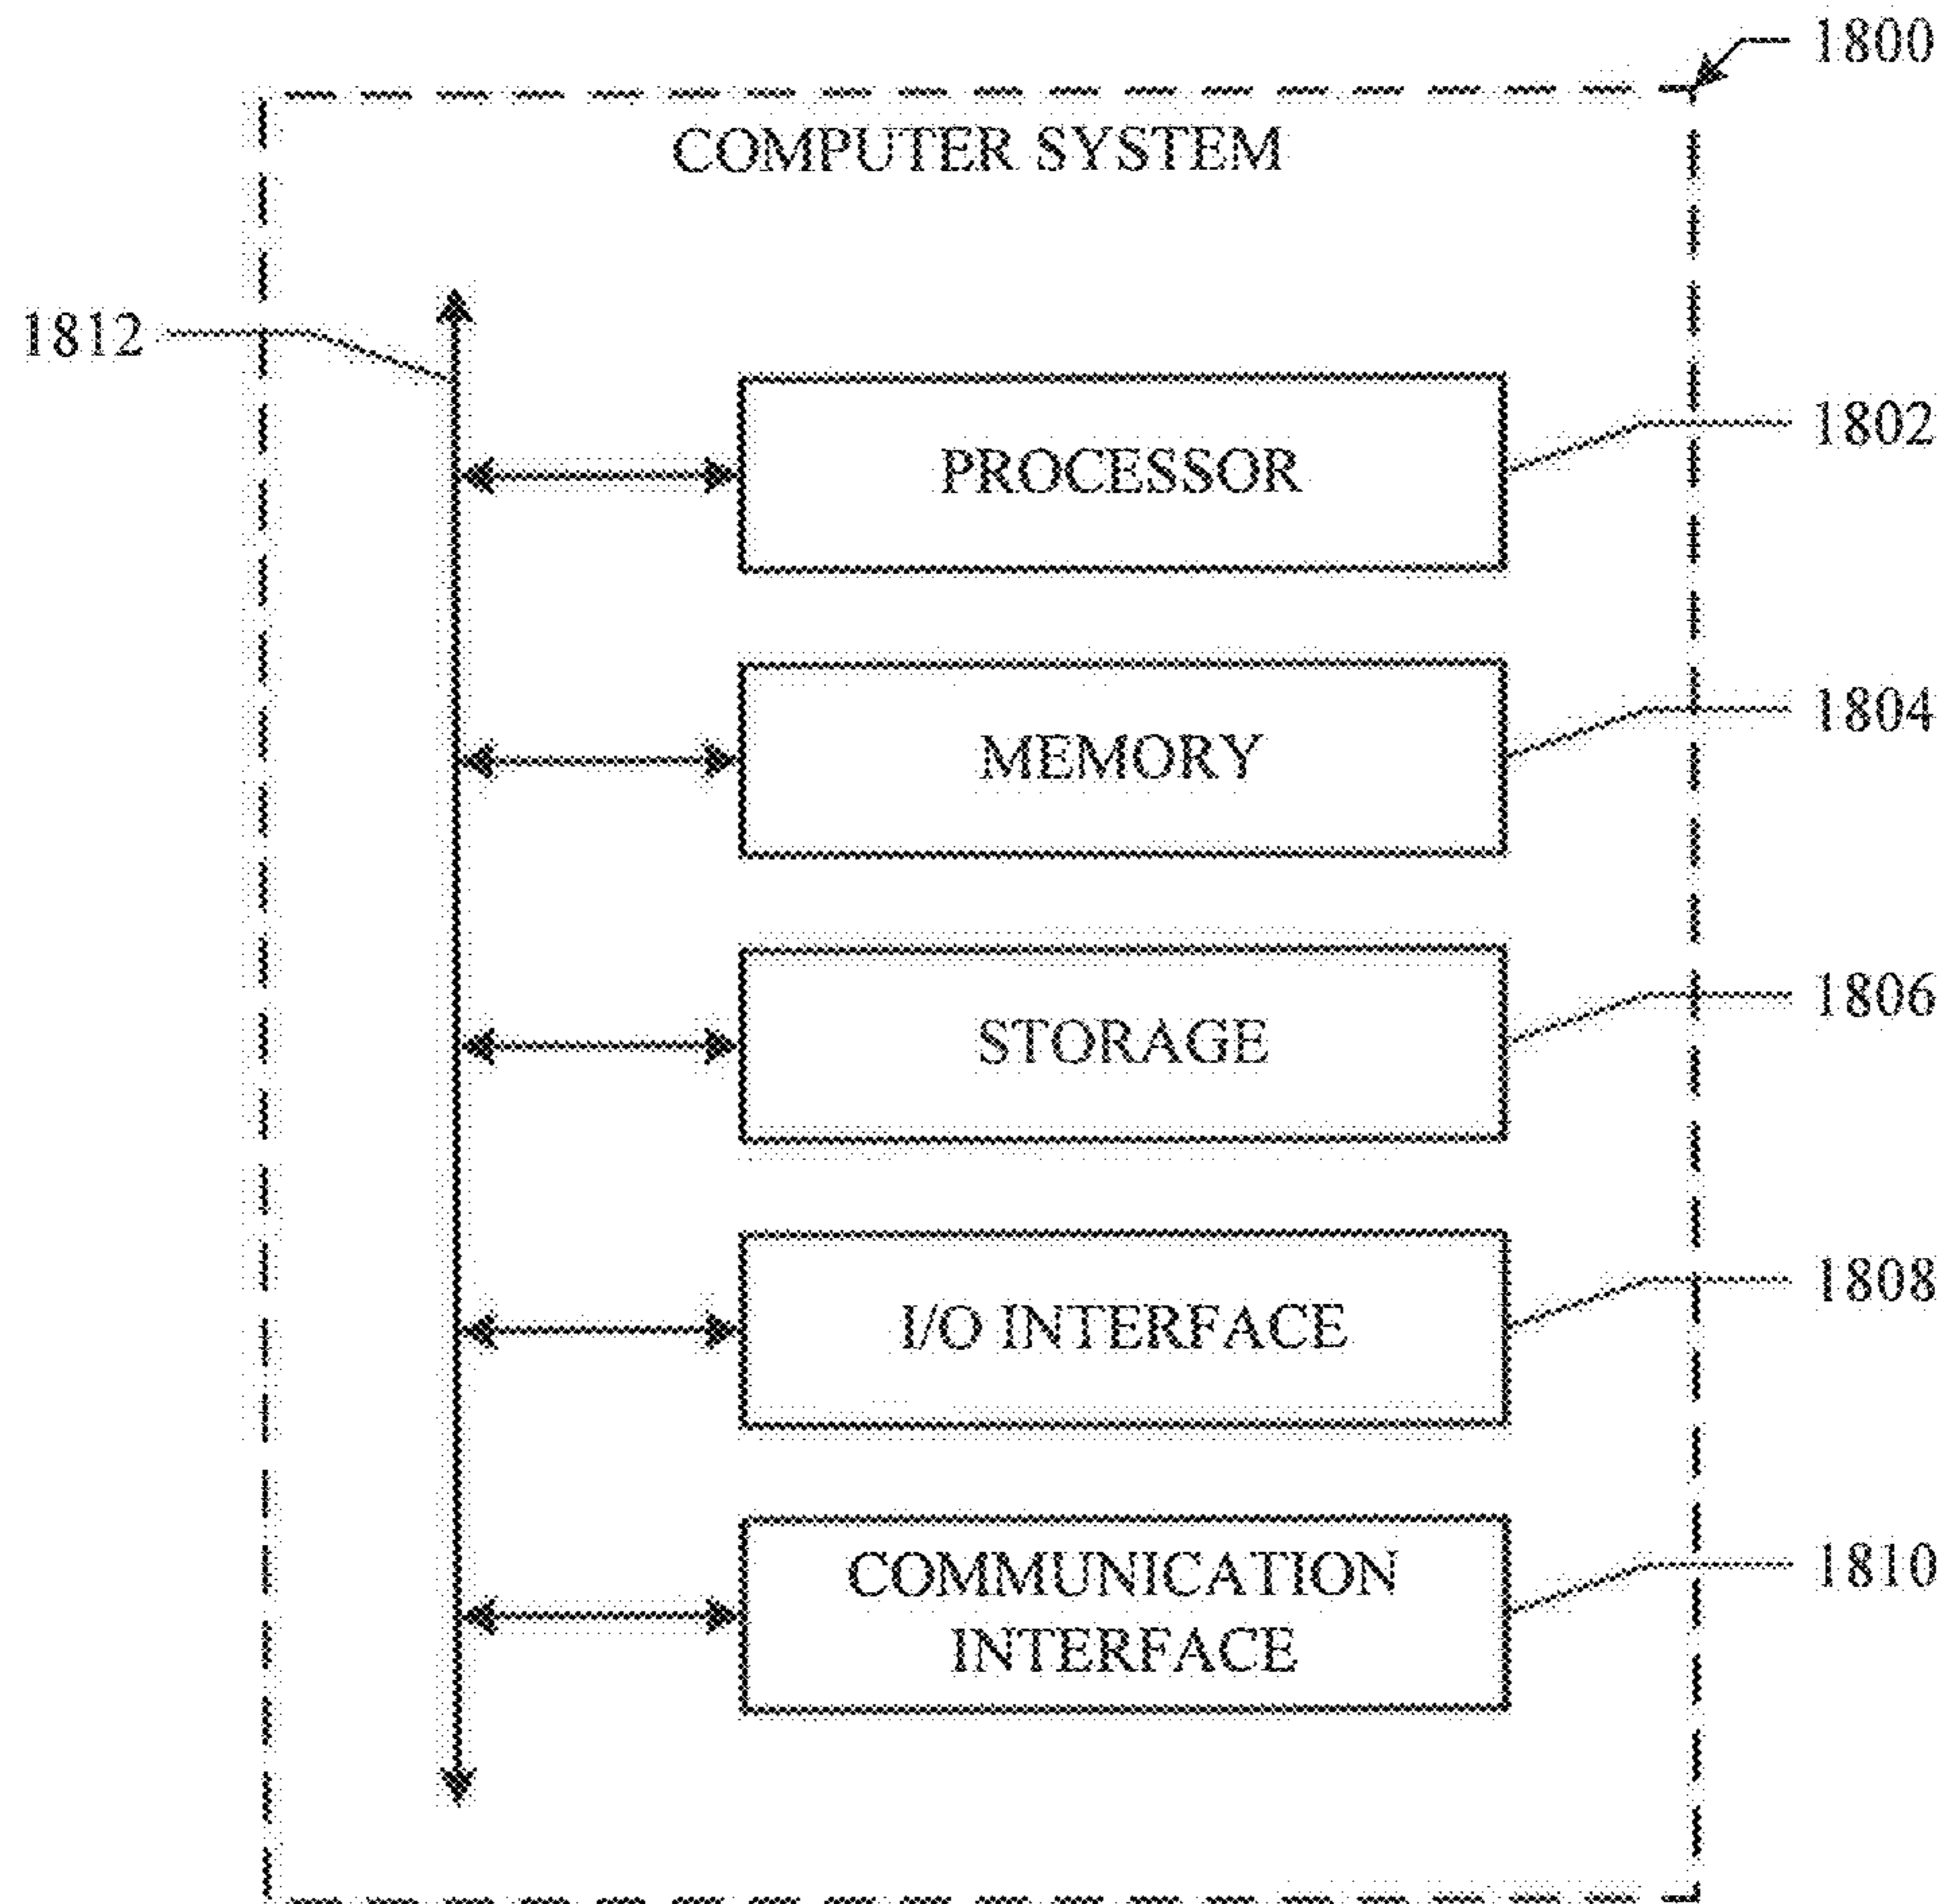 1800
COMPUTER SYSTEM
1812
PROCESSOR
1802
MEMORY
1804
STORAGE
1806
I/O INTERFACE
1808
COMMUNICATION
INTERFACE
1810